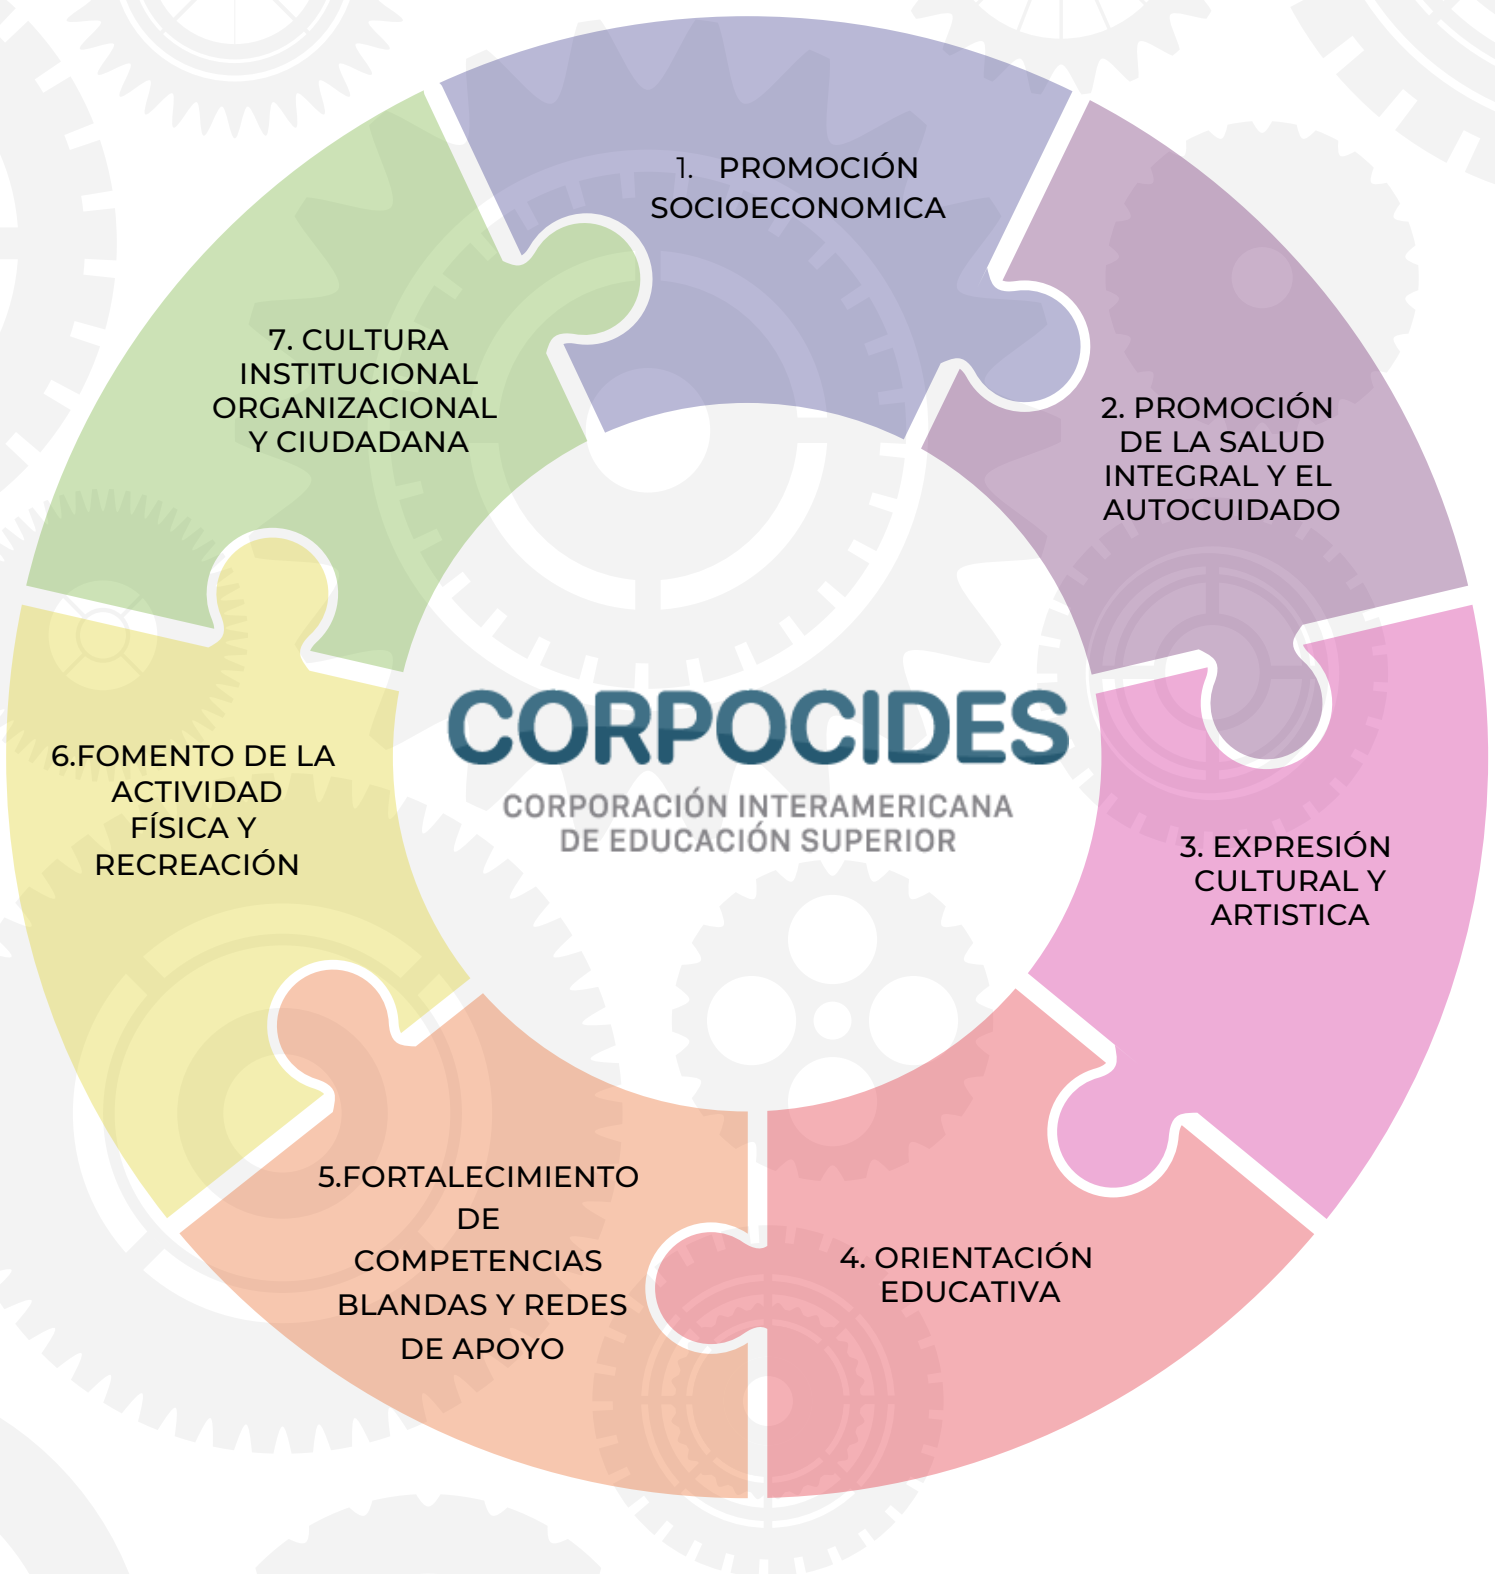 1. PROMOCIÓN
SOCIOECONOMICA
2. PROMOCIÓN
DE LA SALUD
INTEGRAL Y EL
AUTOCUIDADO
3. EXPRESIÓN
CULTURAL Y
ARTISTICA
4. ORIENTACIÓN
EDUCATIVA
5.FORTALECIMIENTO
DE
COMPETENCIAS
BLANDAS Y REDES
DE APOYO
6.FOMENTO DE LA
ACTIVIDAD
FÍSICA Y
RECREACIÓN
7. CULTURA
INSTITUCIONAL
ORGANIZACIONAL
Y CIUDADANA
CORPOCIDES
CORPORACIÓN INTERAMERICANA
DE EDUCACIÓN SUPERIOR